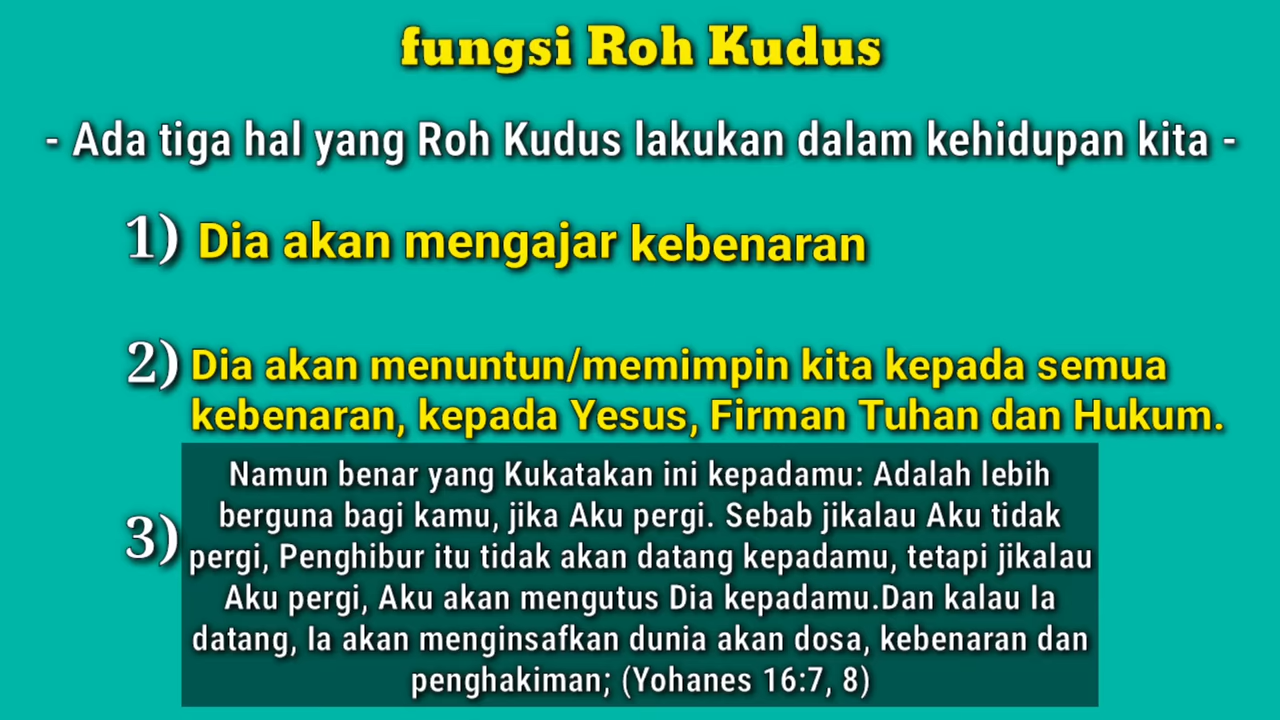 fungsi Roh Kudus
- Ada tiga hal yang Roh Kudus lakukan dalam kehidupan kita -
1) Dia akan mengajar kebenaran
2) Dia akan menuntun/memimpin kita kepada semua
kebenaran, kepada Yesus, Firman Tuhan dan Hukum.
3)
Namun benar yang Kukatakan ini kepadamu: Adalah lebih
berguna bagi kamu, jika Aku pergi. Sebab jikalau Aku tidak
pergi, Penghibur itu tidak akan datang kepadamu, tetapi jikalau
Aku pergi, Aku akan mengutus Dia kepadamu.Dan kalau Ia
datang, Ia akan menginsafkan dunia akan dosa, kebenaran dan
penghakiman; (Yohanes 16:7, 8)